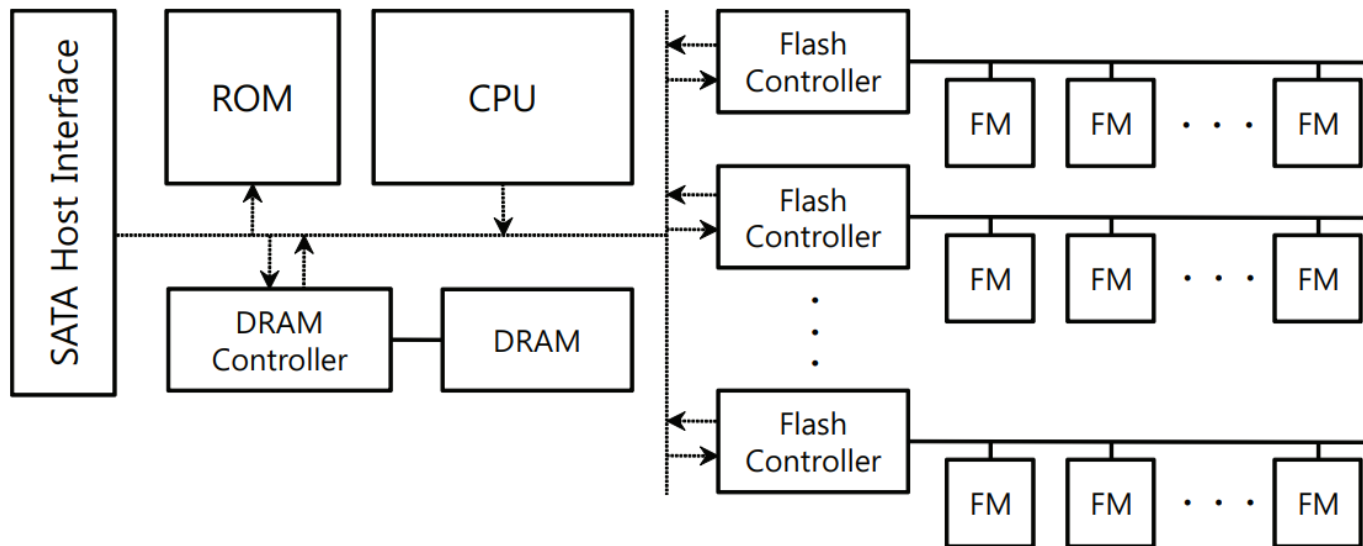 SATA Host Interface
ROM
CPU
DRAM
Controller
DRAM
Flash
Controller
FM
FM
. . .
FM
Flash
Controller
FM
FM
. . .
FM
.
.
.
Flash
Controller
FM
FM
. . .
FM